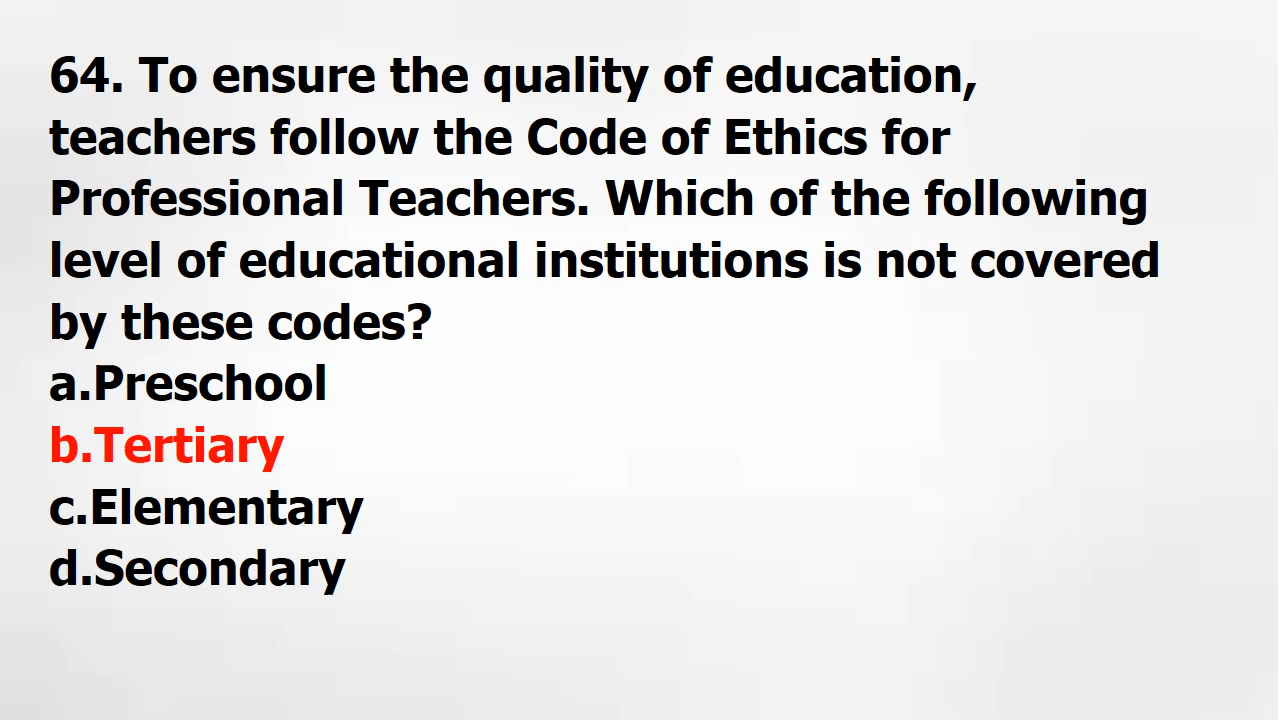 64. To ensure the quality of education,
teachers follow the Code of Ethics for
Professional Teachers. Which of the following
level of educational institutions is not covered
by these codes?
a.Preschool
b.Tertiary
c.Elementary
d.Secondary